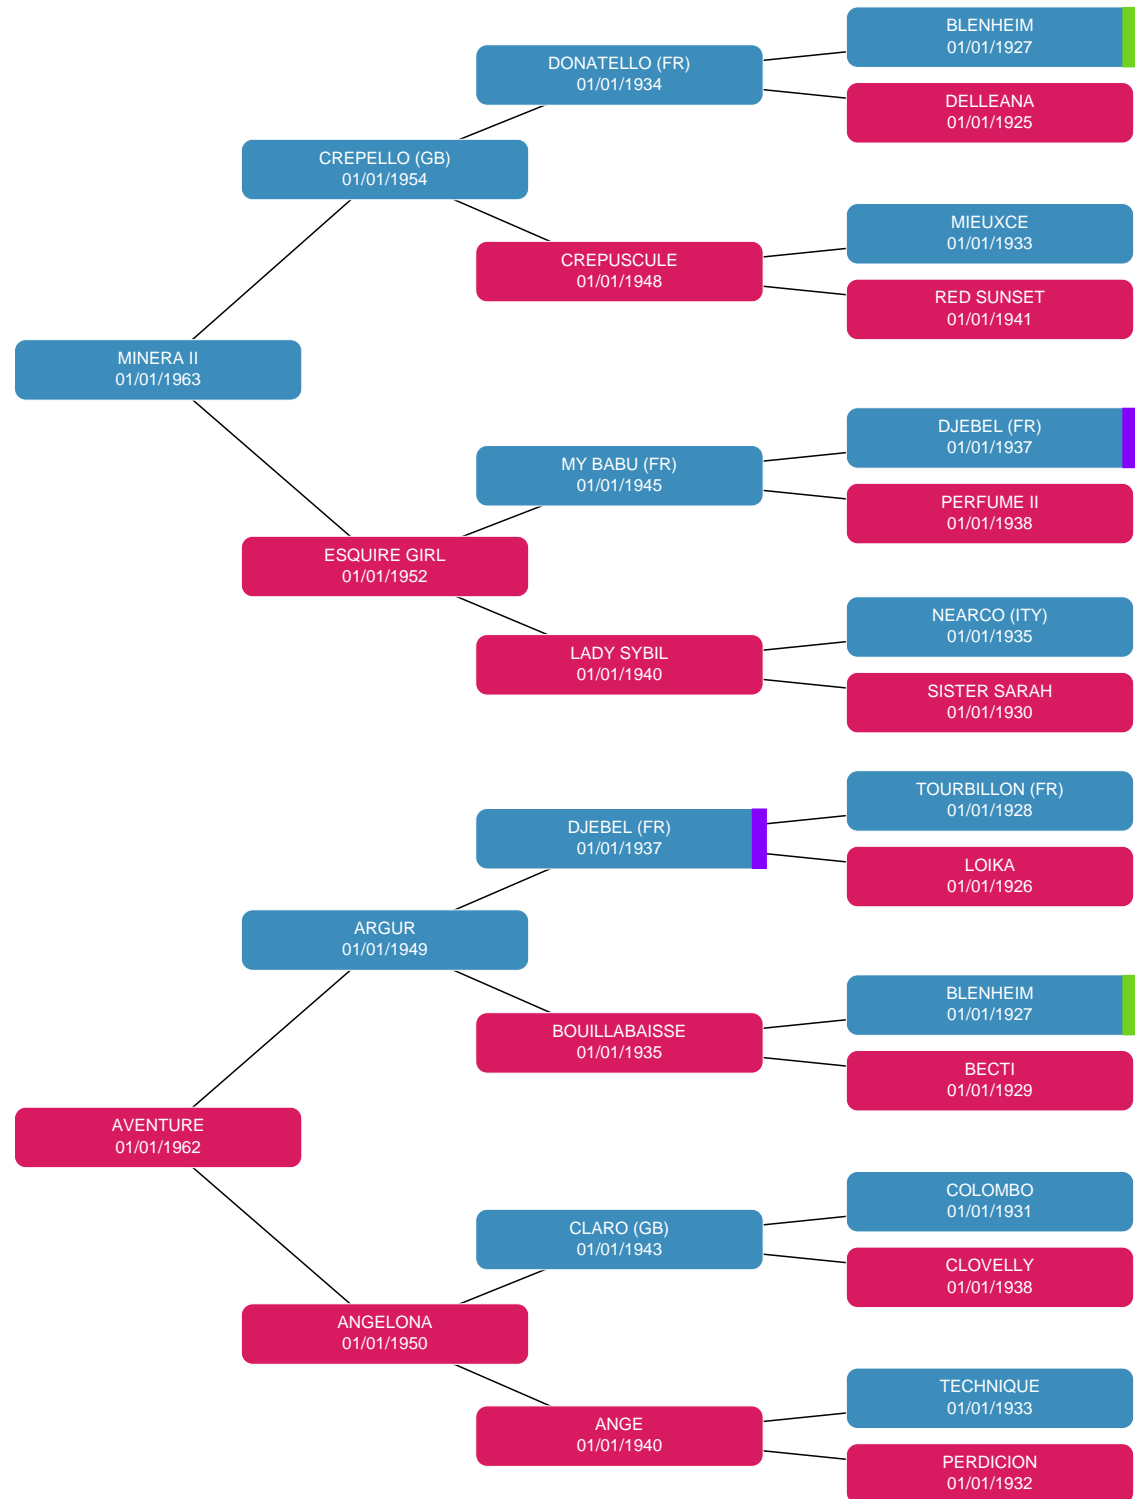 BLENHEIM
01/01/1927
DONATELLO (FR)
01/01/1934
DELLEANA
01/01/1925
CREPELLO (GB)
01/01/1954
MIEUXCE
01/01/1933
CREPUSCULE
01/01/1948
RED SUNSET
01/01/1941
MINERA II
01/01/1963
DJEBEL (FR)
01/01/1937
MY BABU (FR)
01/01/1945
PERFUME II
01/01/1938
ESQUIRE GIRL
01/01/1952
NEARCO (ITY)
01/01/1935
LADY SYBIL
01/01/1940
SISTER SARAH
01/01/1930
TOURBILLON (FR)
01/01/1928
DJEBEL (FR)
01/01/1937
LOIKA
01/01/1926
ARGUR
01/01/1949
BLENHEIM
01/01/1927
BOUILLABAISSE
01/01/1935
BECTI
01/01/1929
AVENTURE
01/01/1962
COLOMBO
01/01/1931
CLARO (GB)
01/01/1943
CLOVELLY
01/01/1938
ANGELONA
01/01/1950
TECHNIQUE
01/01/1933
ANGE
01/01/1940
PERDICION
01/01/1932